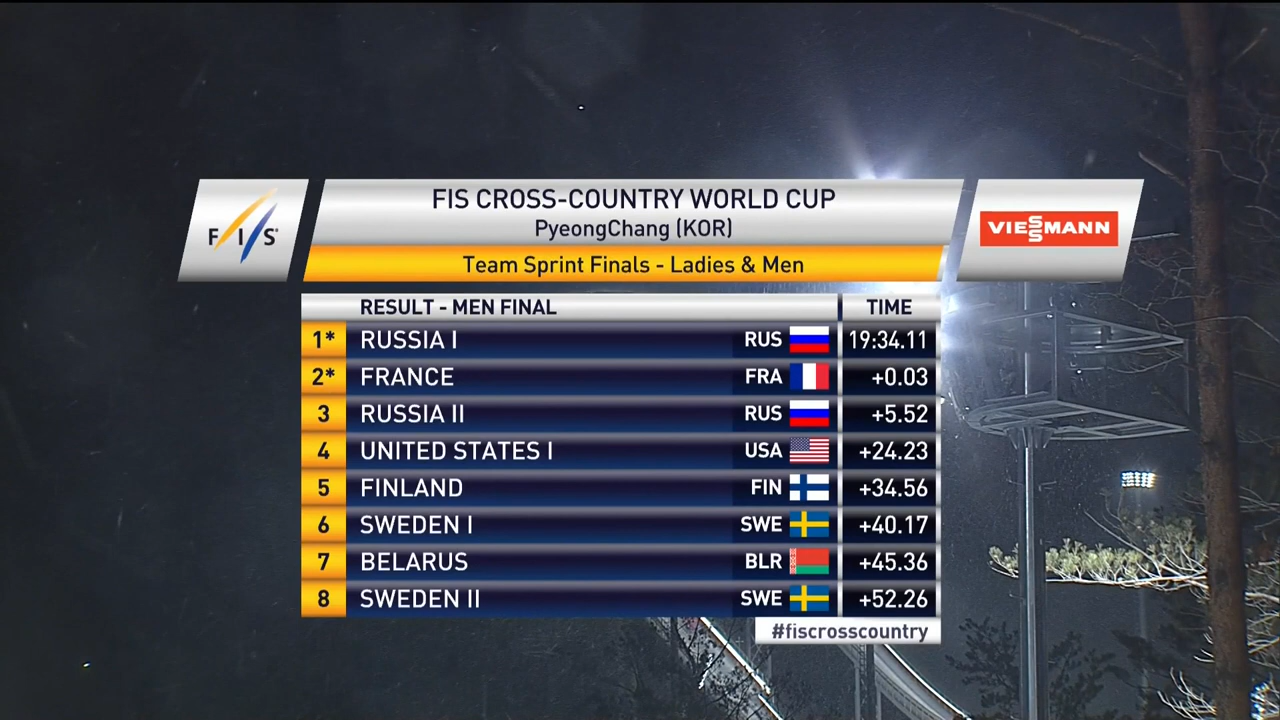 FIS
FIS CROSS-COUNTRY WORLD CUP
VIESSMANN
PyeongChang (KOR)
Team Sprint Finals - Ladies & Men
RESULT - MEN FINAL TIME
1* RUSSIA I RUS 19:34.11
2* FRANCE FRA +0.03
3 RUSSIA II RUS +5.52
4 UNITED STATES I USA +24.23
5 FINLAND FIN +34.56
6 SWEDEN I SWE +40.17
7 BELARUS BLR +45.36
8 SWEDEN II SWE +52.26
#fiscrosscountry